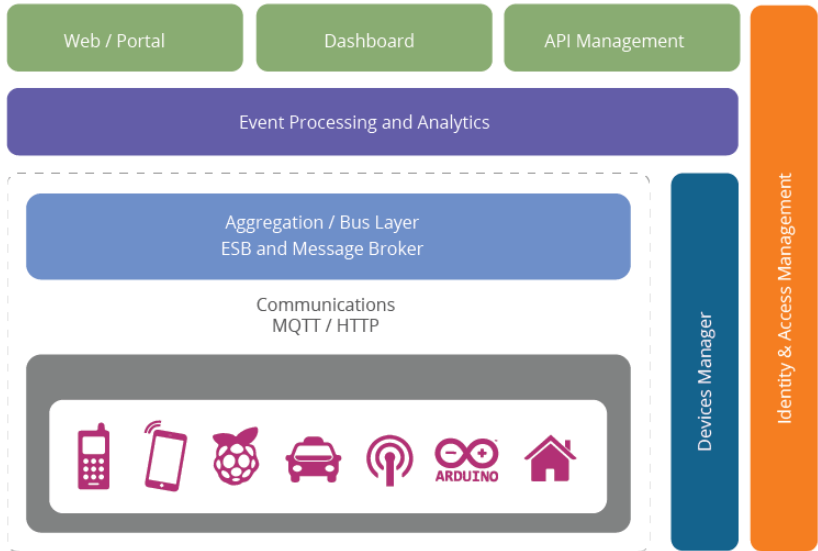 Web / Portal
Dashboard
API Management
Event Processing and Analytics
Aggregation / Bus Layer
ESB and Message Broker
Communications
MQTT / HTTP
ARDUINO
Devices Manager
Identity & Access Management